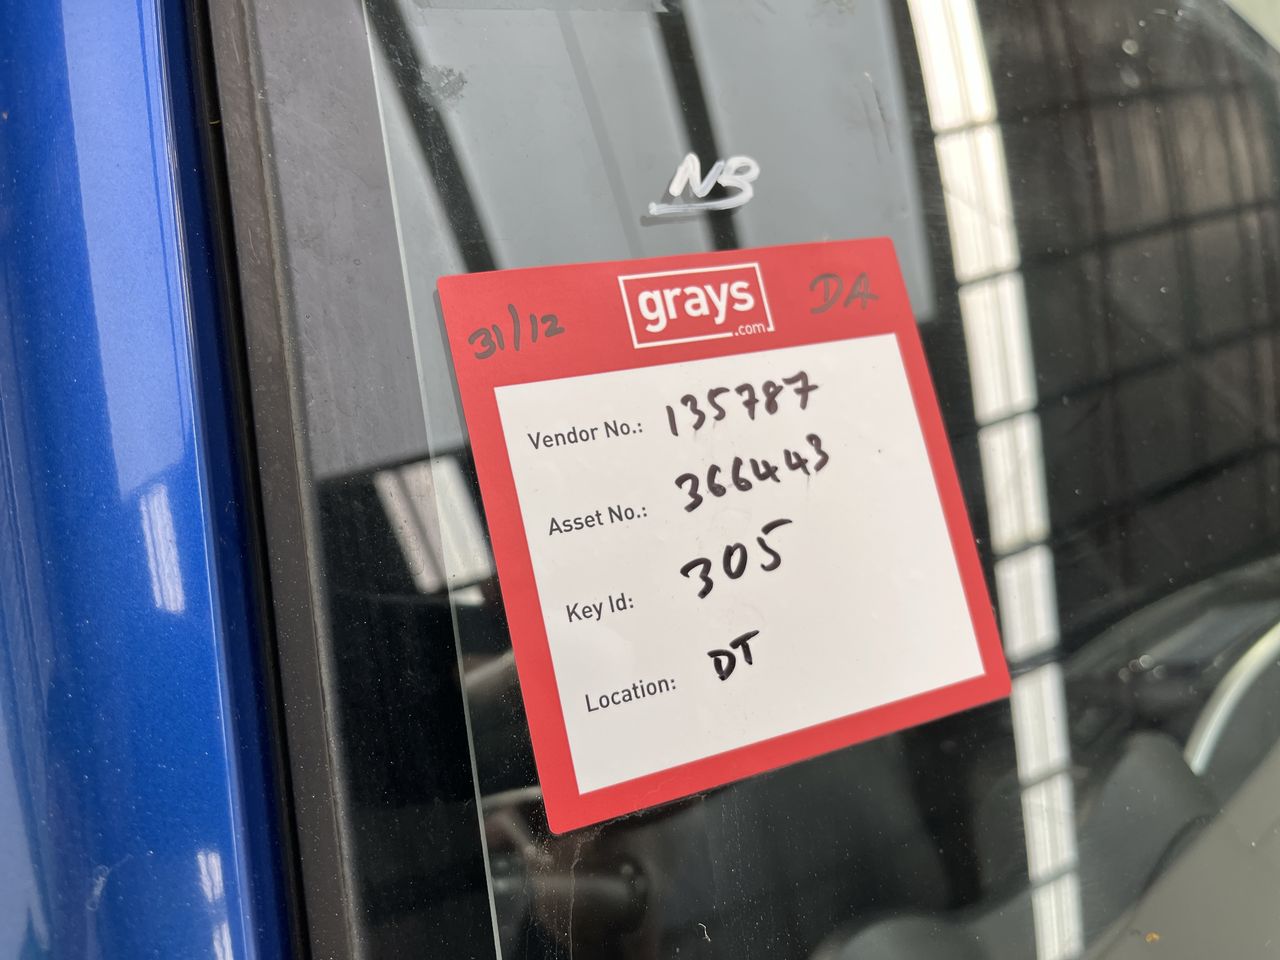 NB
31/12 grays .com DA
Vendor No.: 135787
Asset No.: 366443
Key Id: 305
Location: DT